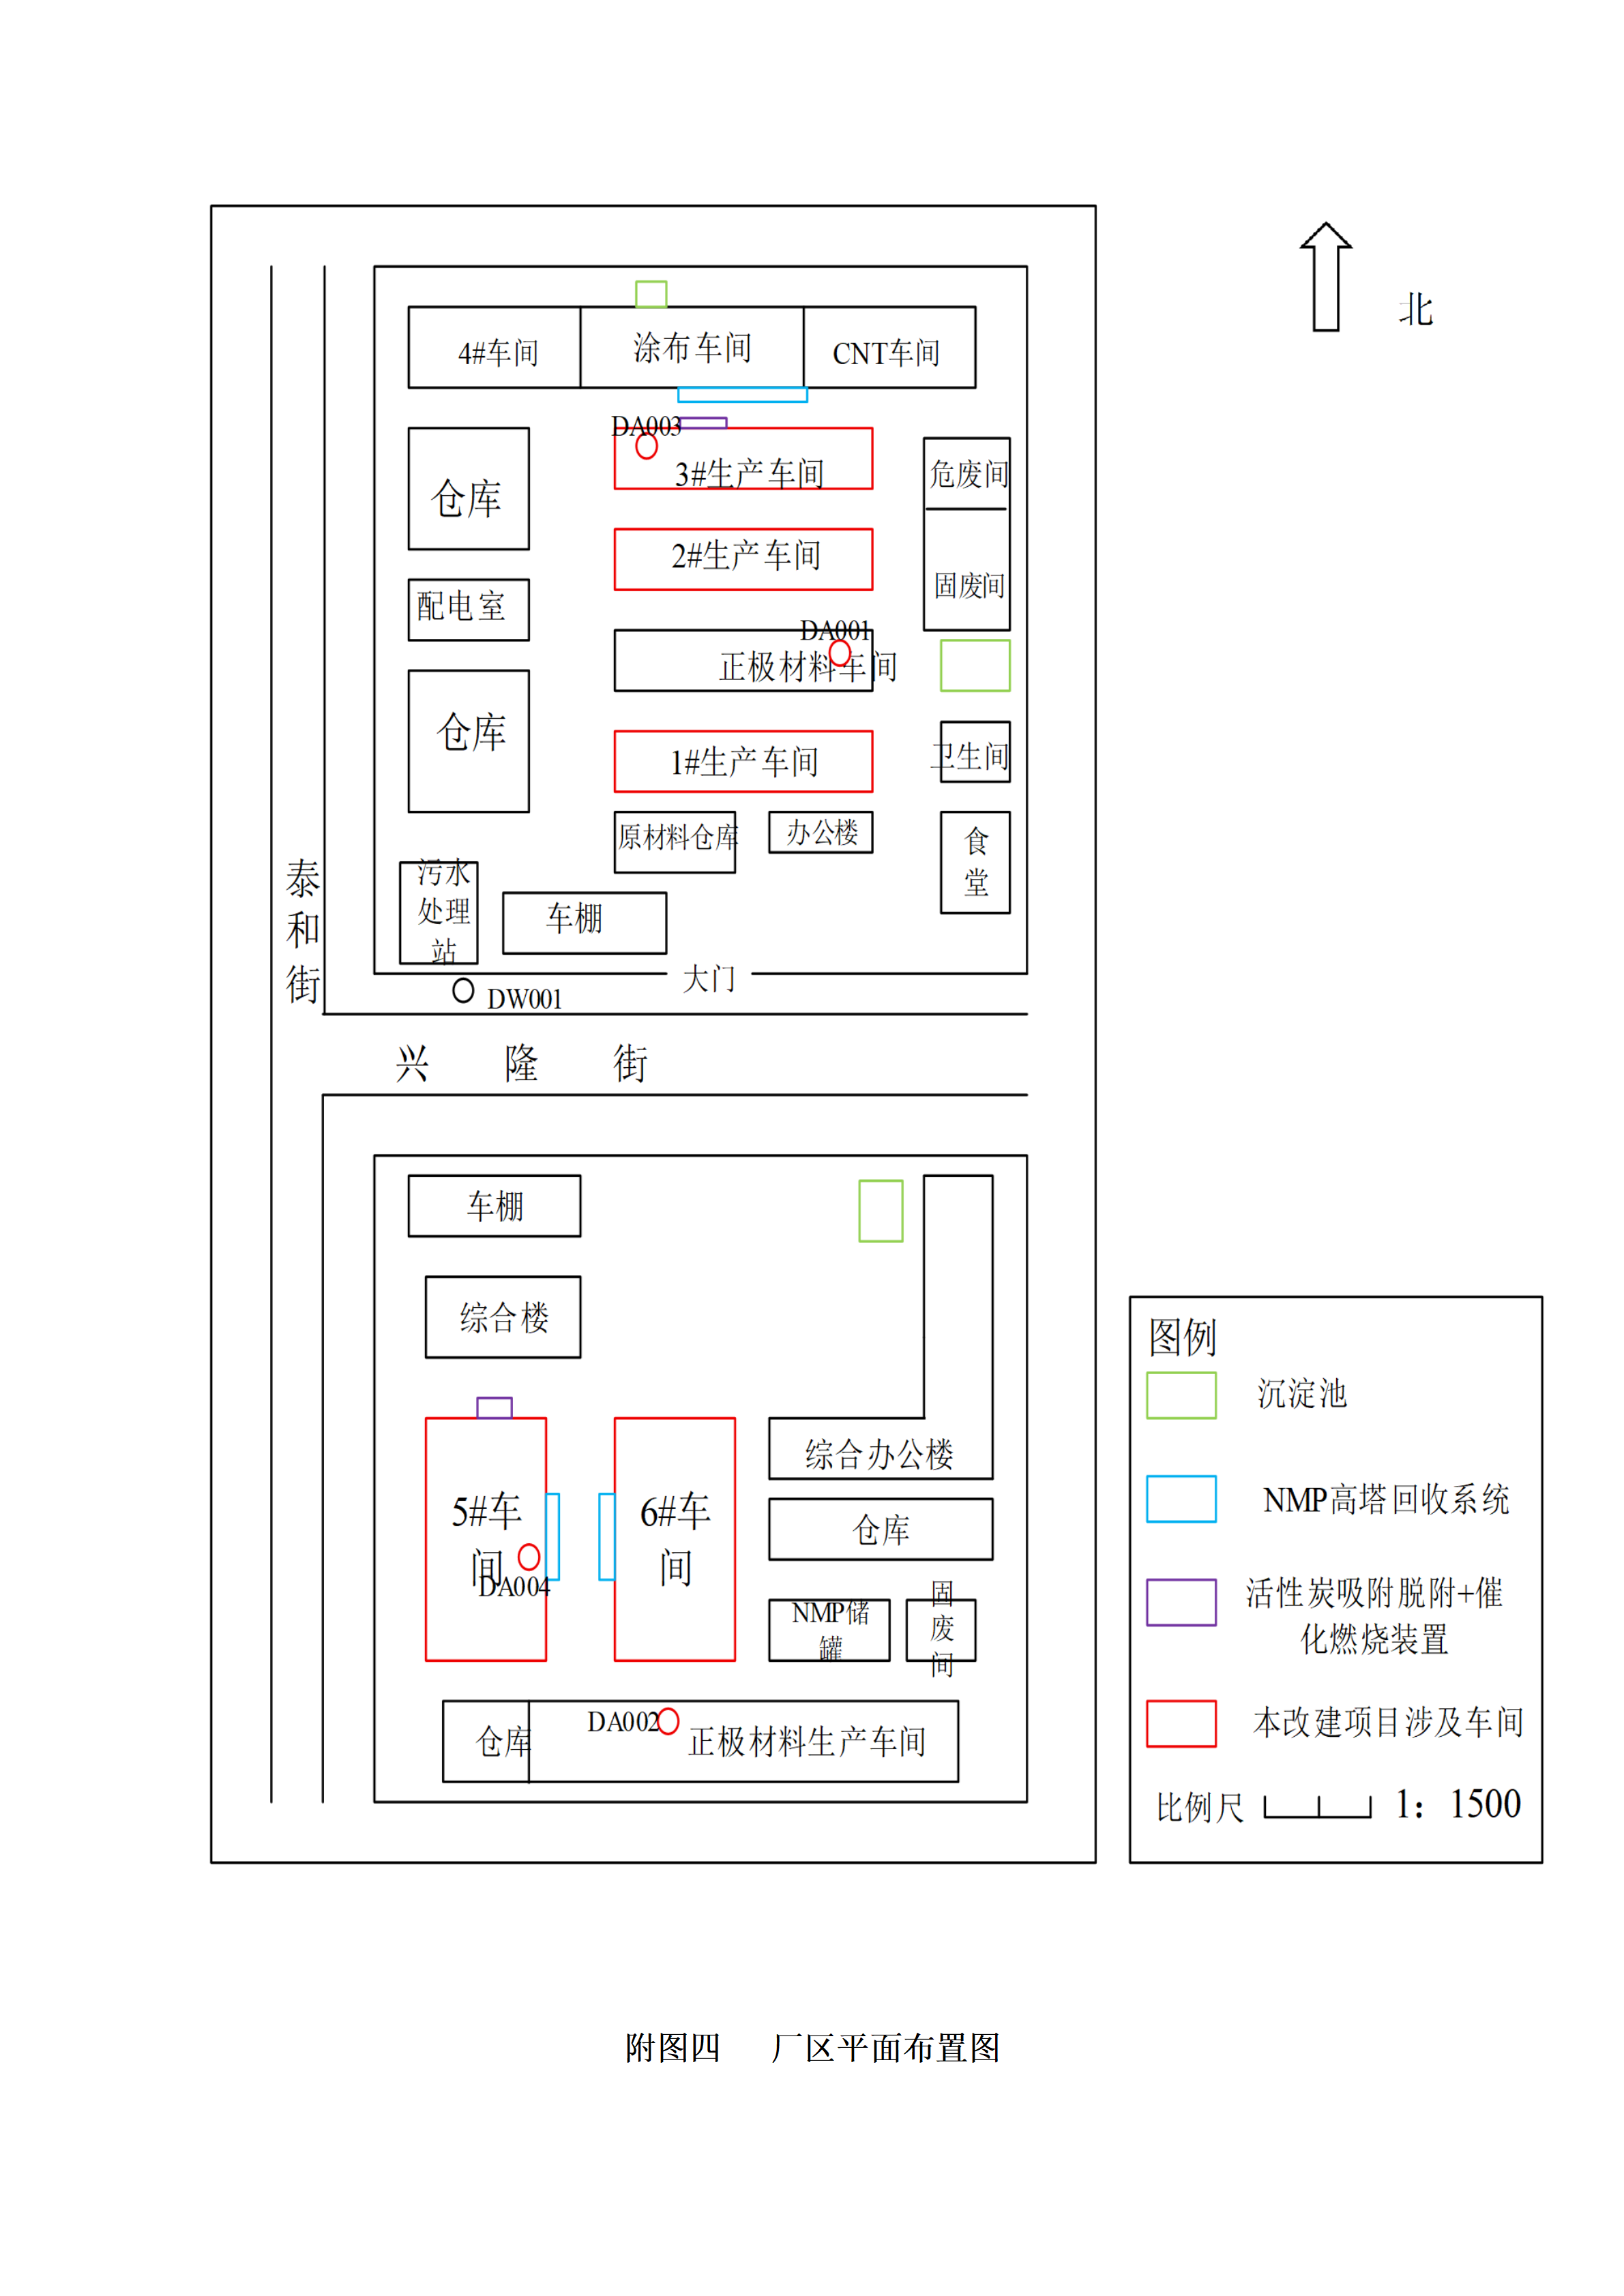 北
4#车间
涂布车间
CNT车间
DA003
3#生产车间
仓库
危废间
2#生产车间
配电室
固废间
DA001
正极材料车间
仓库
1#生产车间
卫生间
原材料仓库
办公楼
食
堂
泰
和
街
污水
处理
站
车棚
大门
DW001
兴 隆 街
车棚
综合楼
综合办公楼
5#车
间
DA004
6#车
间
仓库
NMP储
罐
固
废
间
仓库
DA002
正极材料生产车间
图例
沉淀池
NMP高塔回收系统
活性炭吸附脱附+催
化燃烧装置
本改建项目涉及车间
比例尺 1：1500
附图四 厂区平面布置图